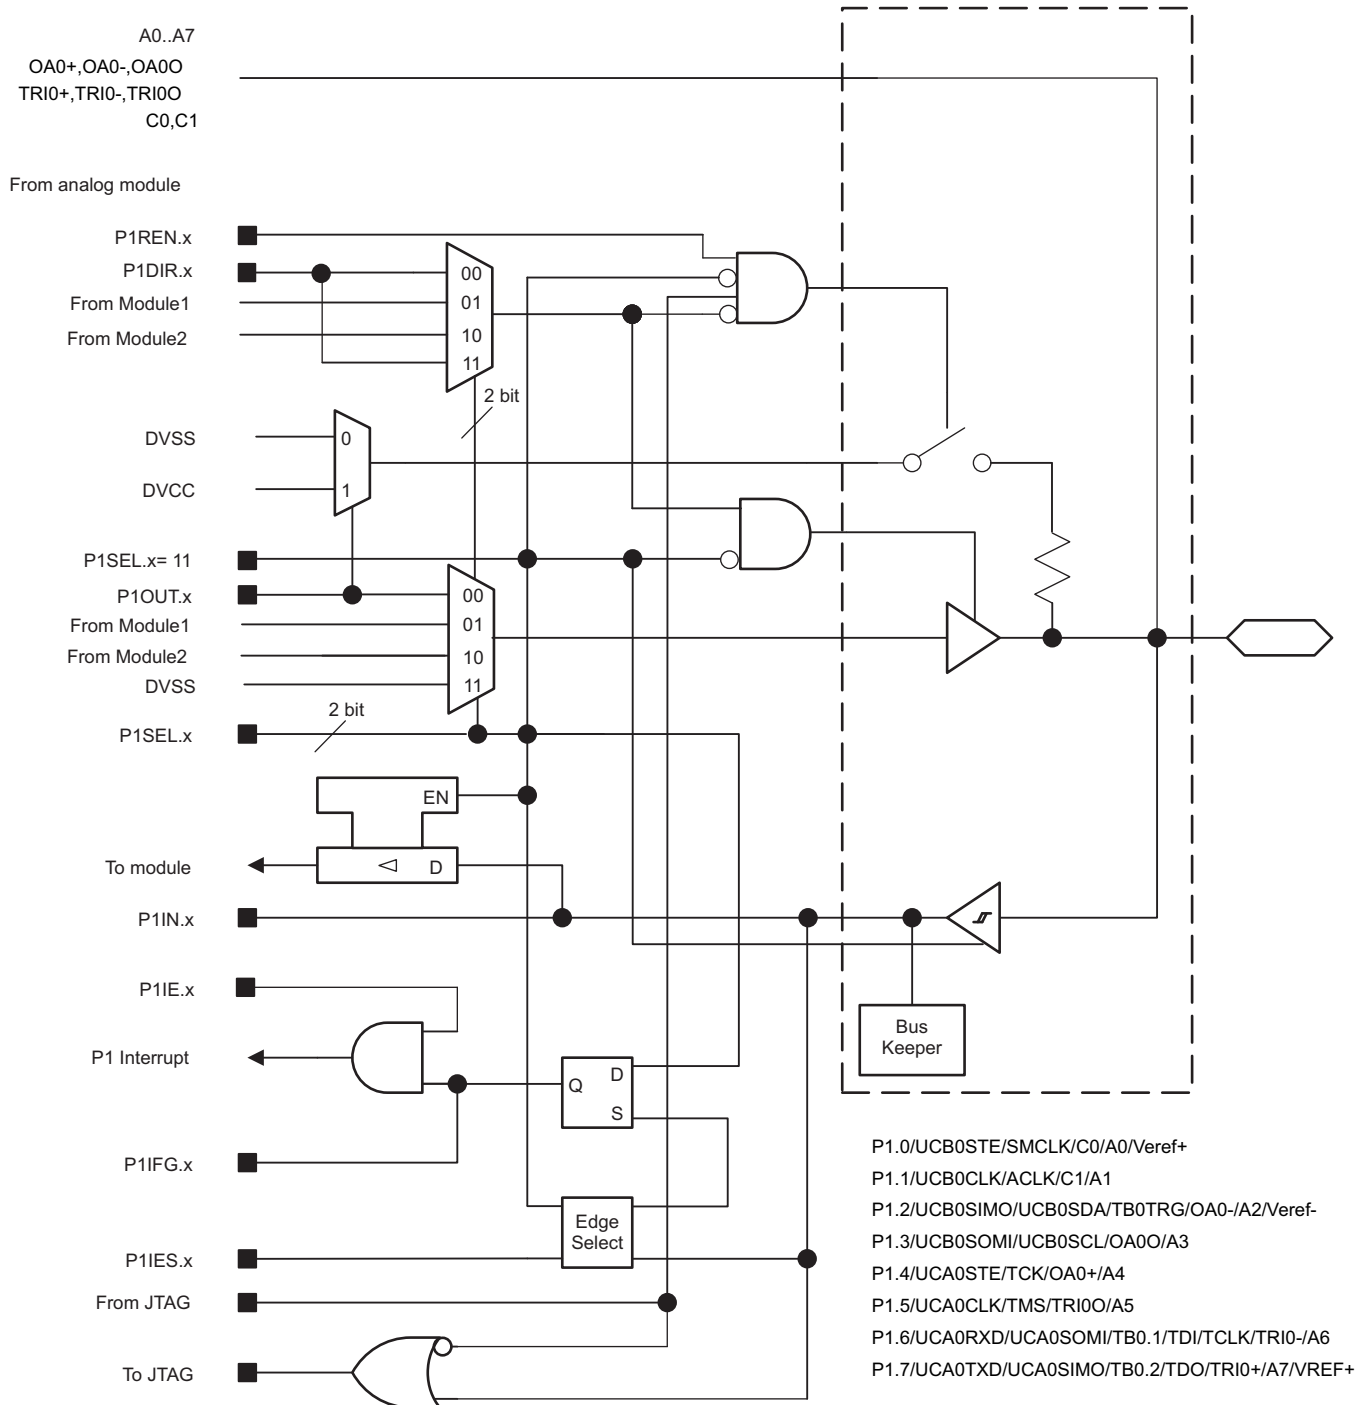 A0..A7
OA0+,OA0-,OA0O
TRI0+,TRI0-,TRI0O
C0,C1
From analog module
P1REN.x
P1DIR.x
00
From Module1
01
From Module2
10
11
2 bit
DVSS
0
DVCC
1
P1SEL.x= 11
P1OUT.x
00
From Module1
01
From Module2
10
DVSS
11
2 bit
P1SEL.x
EN
To module
D
P1IN.x
P1IE.x
Bus
Keeper
P1 Interrupt
Q
D
S
P1IFG.x
Edge
Select
P1IES.x
From JTAG
To JTAG
P1.0/UCB0STE/SMCLK/C0/A0/Veref+
P1.1/UCB0CLK/ACLK/C1/A1
P1.2/UCB0SIMO/UCB0SDA/TB0TRG/OA0-/A2/Veref-
P1.3/UCB0SOMI/UCB0SCL/OA0O/A3
P1.4/UCA0STE/TCK/OA0+/A4
P1.5/UCA0CLK/TMS/TRI0O/A5
P1.6/UCA0RXD/UCA0SOMI/TB0.1/TDI/TCLK/TRI0-/A6
P1.7/UCA0TXD/UCA0SIMO/TB0.2/TDO/TRI0+/A7/VREF+